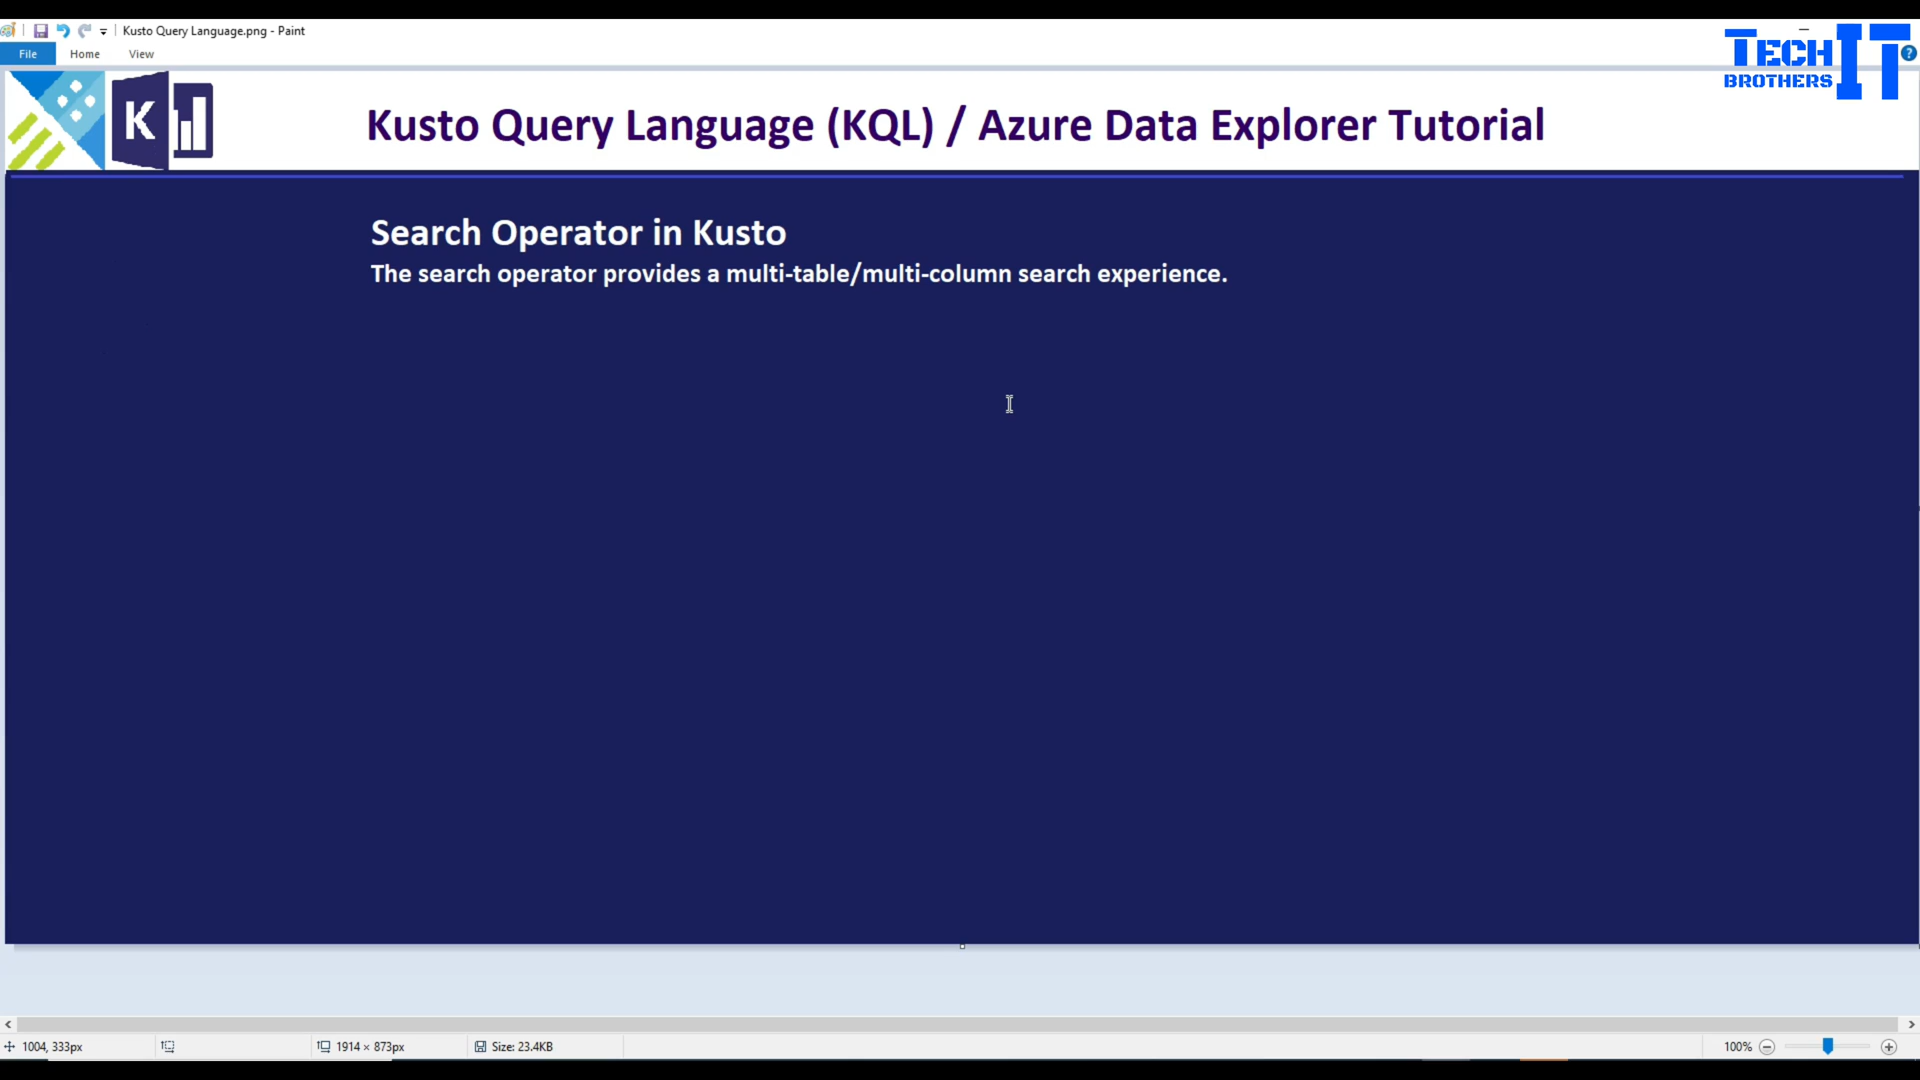 Kusto Query Language.png - Paint
File Home View
TECH IT
BROTHERS
K
Kusto Query Language (KQL) / Azure Data Explorer Tutorial
Search Operator in Kusto
The search operator provides a multi-table/multi-column search experience.
1004, 333px
1914 × 873px
Size: 23.4KB
100%